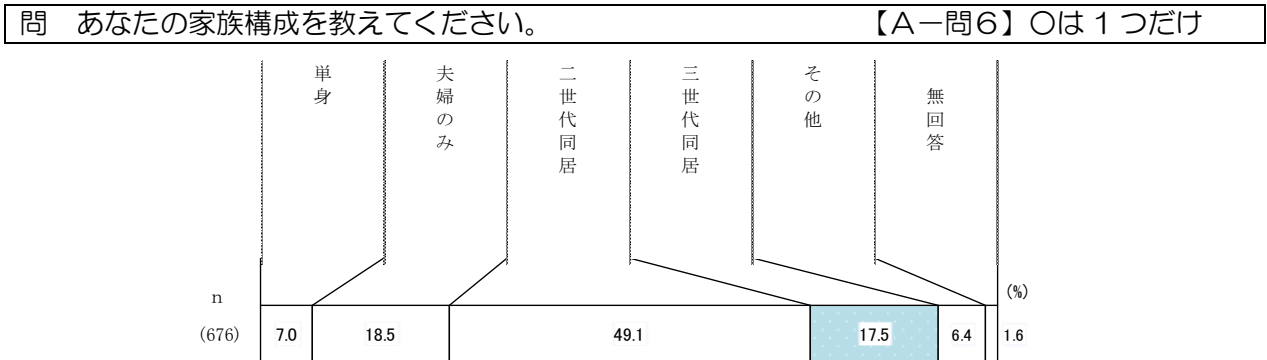 問 あなたの家族構成を教えてください。 【A－問6】○は1つだけ
単身
夫婦のみ
二世代同居
三世代同居
その他
無回答
(%)
n
(676) 7.0 18.5 49.1 17.5 6.4 1.6